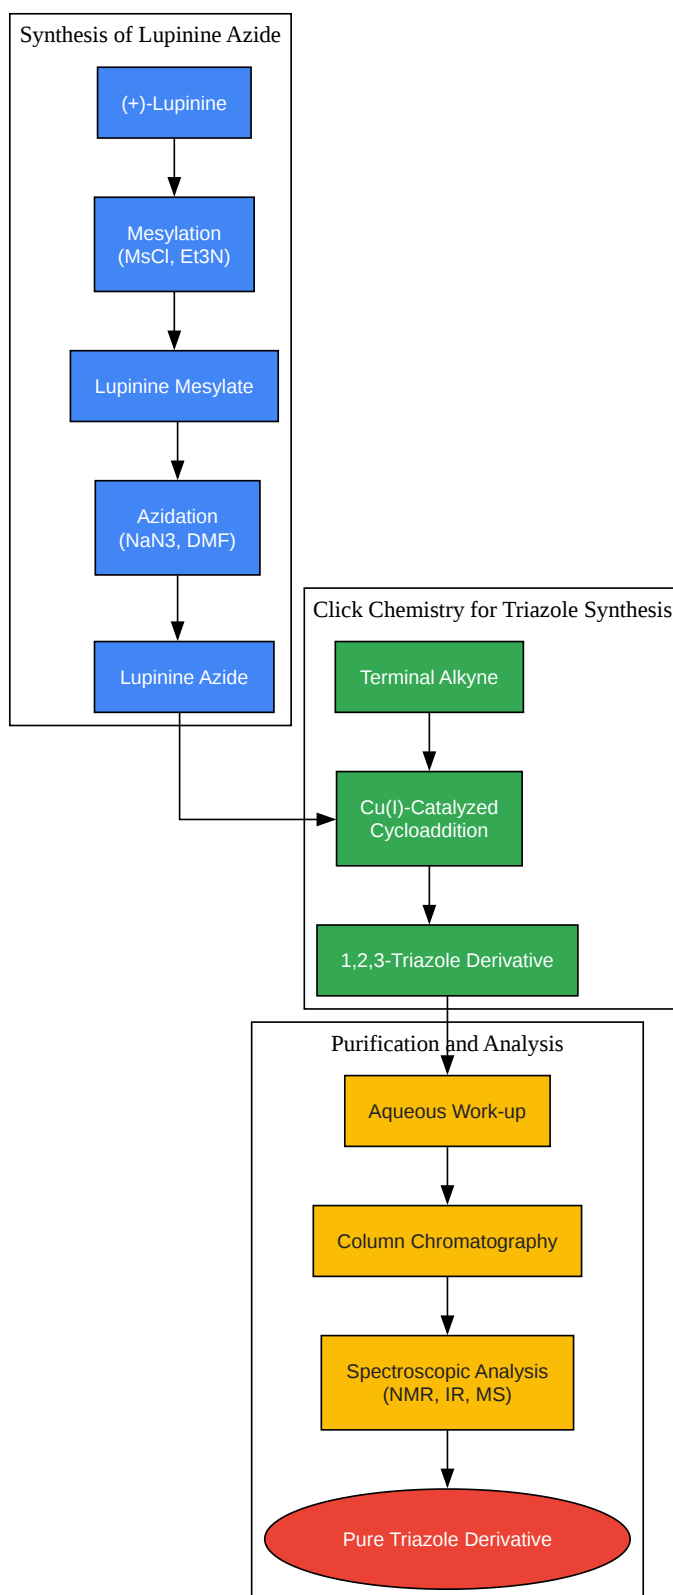 Synthesis of Lupinine Azide
(+)-Lupinine
Mesylation
(MsCl, Et3N)
Lupinine Mesylate
Azidation
(NaN3, DMF)
Lupinine Azide
Click Chemistry for Triazole Synthesis
Terminal Alkyne
Cu(I)-Catalyzed
Cycloaddition
1,2,3-Triazole Derivative
Purification and Analysis
Aqueous Work-up
Column Chromatography
Spectroscopic Analysis
(NMR, IR, MS)
Pure Triazole Derivative